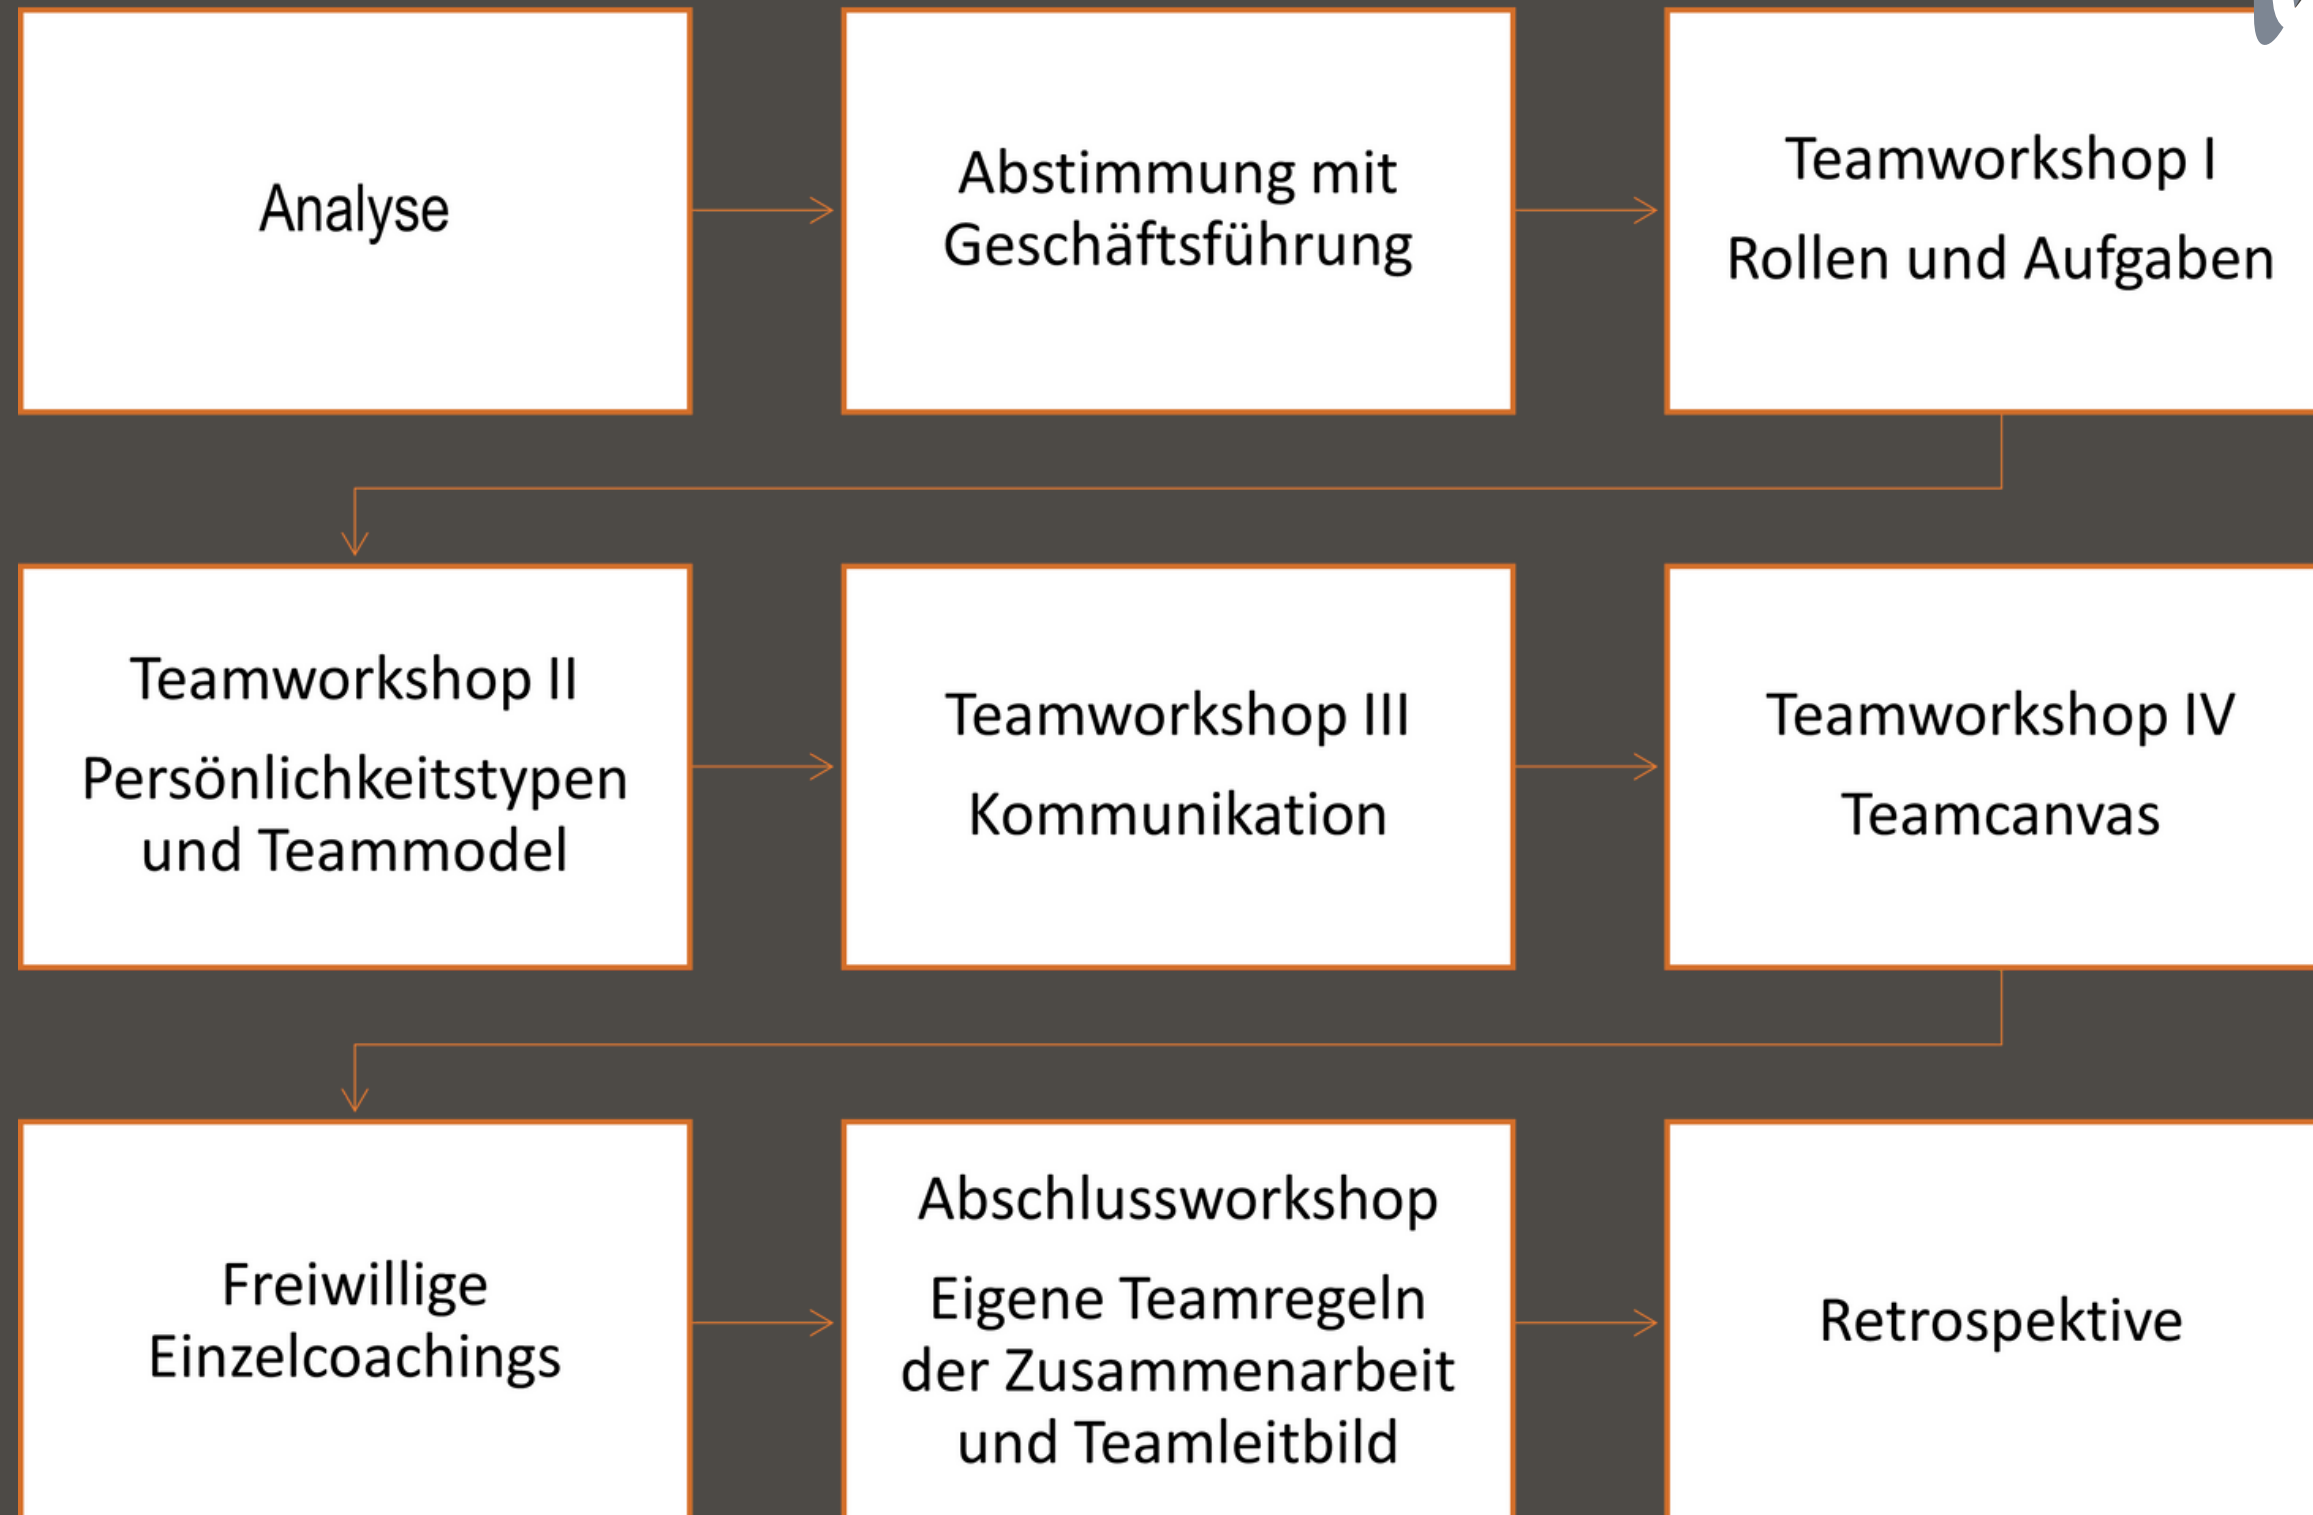 Analyse
Abstimmung mit
Geschäftsführung
Teamworkshop I
Rollen und Aufgaben
Teamworkshop II
Persönlichkeitstypen
und Teammodel
Teamworkshop III
Kommunikation
Teamworkshop IV
Teamcanvas
Freiwillige
Einzelcoachings
Abschlussworkshop
Eigene Teamregeln
der Zusammenarbeit
und Teamleitbild
Retrospektive